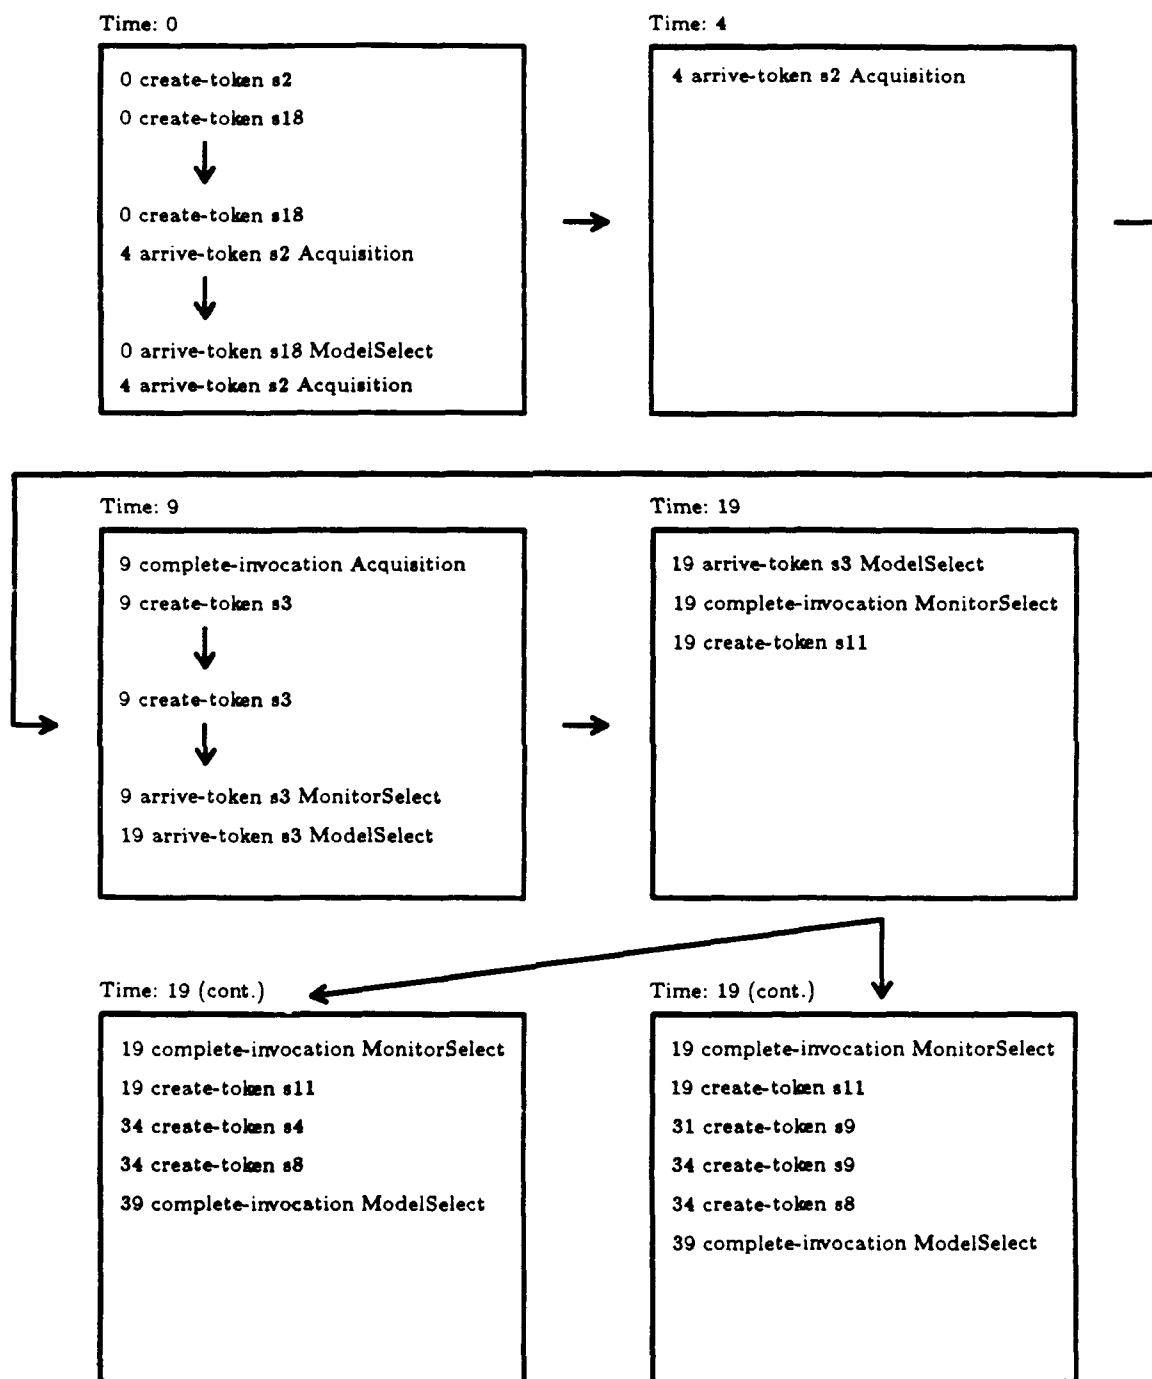 Time: 0
0 create-token s2
0 create-token s18
0 create-token s18
4 arrive-token s2 Acquisition
0 arrive-token s18 ModelSelect
4 arrive-token s2 Acquisition
Time: 4
4 arrive-token s2 Acquisition
Time: 9
9 complete-invocation Acquisition
9 create-token s3
9 create-token s3
9 arrive-token s3 MonitorSelect
19 arrive-token s3 ModelSelect
Time: 19
19 arrive-token s3 ModelSelect
19 complete-invocation MonitorSelect
19 create-token s11
Time: 19 (cont.)
19 complete-invocation MonitorSelect
19 create-token s11
34 create-token s4
34 create-token s8
39 complete-invocation ModelSelect
Time: 19 (cont.)
19 complete-invocation MonitorSelect
19 create-token s11
31 create-token s9
34 create-token s9
34 create-token s8
39 complete-invocation ModelSelect